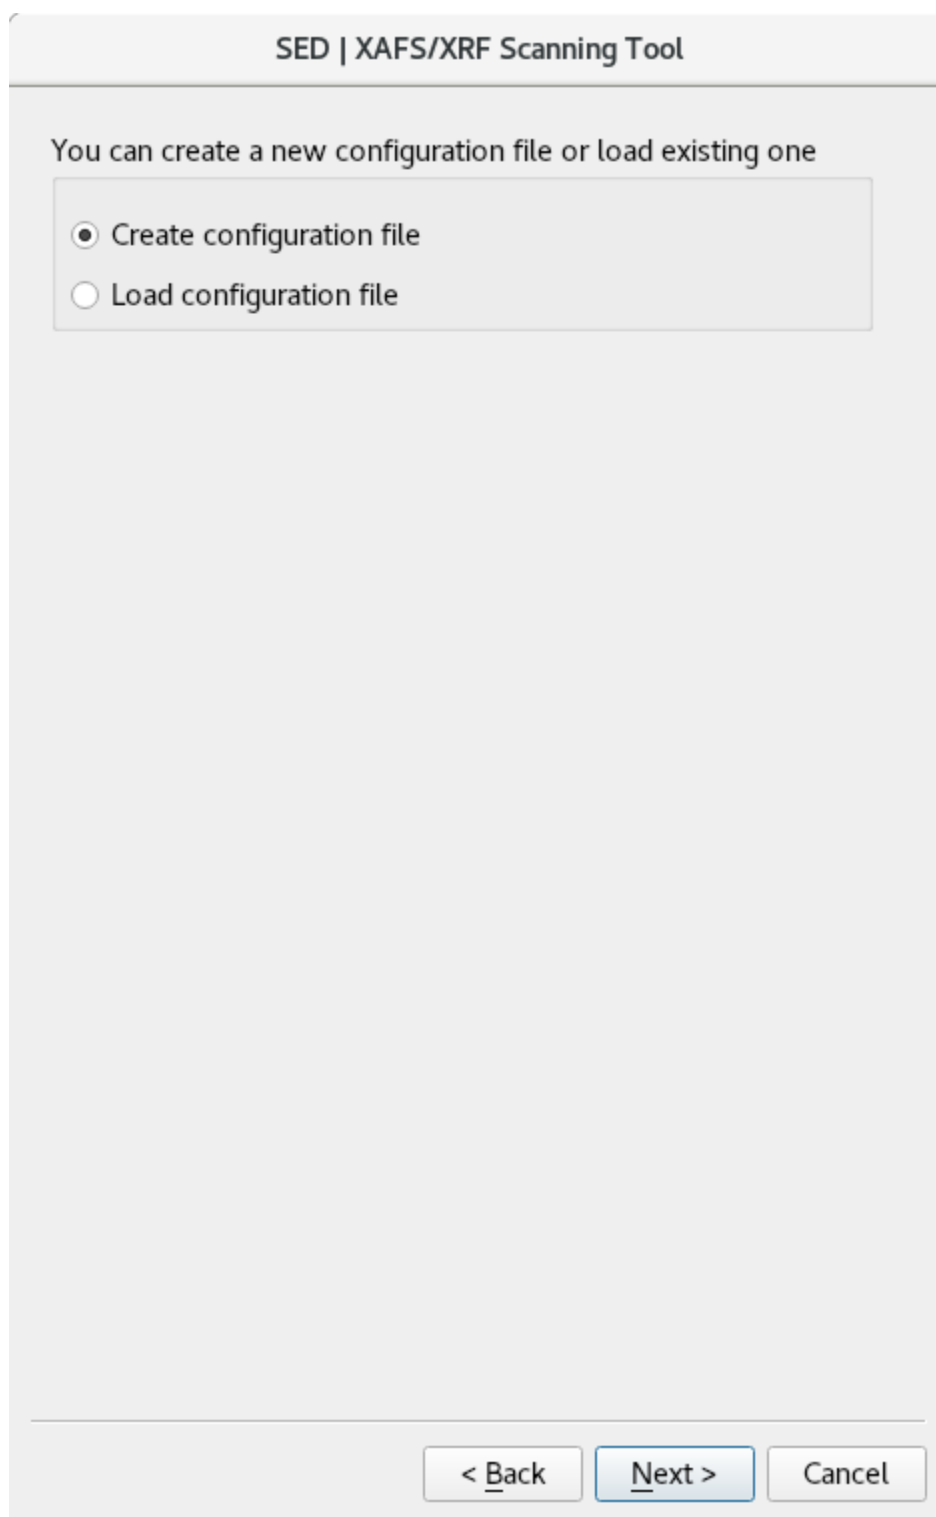 SED | XAFS/XRF Scanning Tool
You can create a new configuration file or load existing one
Create configuration file
Load configuration file
< Back
Next >
Cancel